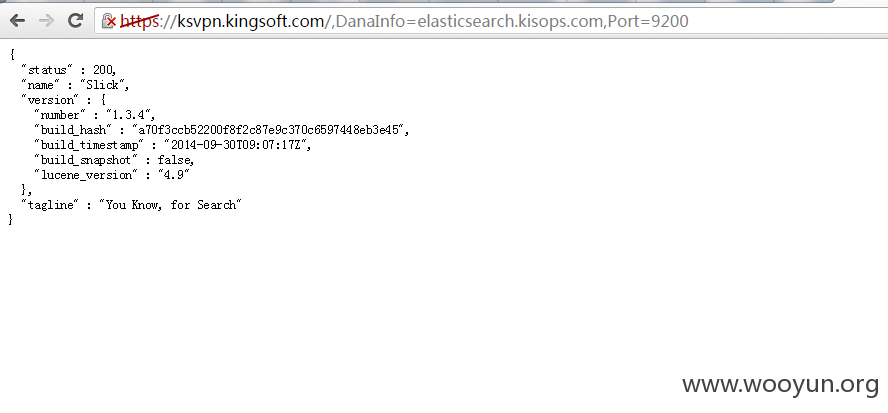 https://ksvpn.kingsoft.com/,DanaInfo=elasticsearch.kisops.com,Port=9200
{
"status" : 200,
"name" : "Slick",
"version" : {
"number" : "1.3.4",
"build_hash" : "a70f3ccb52200f8f2c87e9c370c6597448eb3e45",
"build_timestamp" : "2014-09-30T09:07:17Z",
"build_snapshot" : false,
"lucene_version" : "4.9"
},
"tagline" : "You Know, for Search"
}
www.wooyun.org